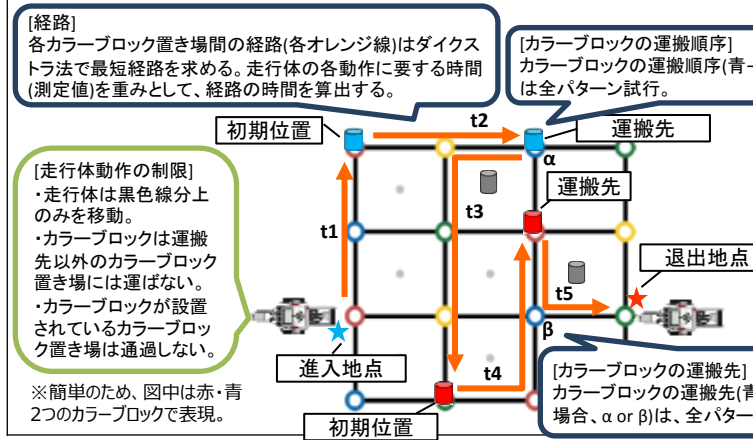 [経路]
各カラーブロック置き場間の経路(各オレンジ線)はダイクス
トラ法で最短経路を求める。走行体の各動作に要する時間
(測定値)を重みとして、経路の時間を算出する。
[カラーブロックの運搬順序]
カラーブロックの運搬順序(青
は全パターン試行。
初期位置
t2
運搬先
α
[走行体動作の制限]
・走行体は黒色線分上
のみを移動。
・カラーブロックは運搬
先以外のカラーブロック
置き場には運ばない。
・カラーブロックが設置
されているカラーブロッ
ク置き場は通過しない。
運搬先
t3
t1
退出地点
t5
β
進入地点
t4
※簡単のため、図中は赤・青
2つのカラーブロックで表現。
初期位置
[カラーブロックの運搬先]
カラーブロックの運搬先(青
場合、α or β)は、全パター